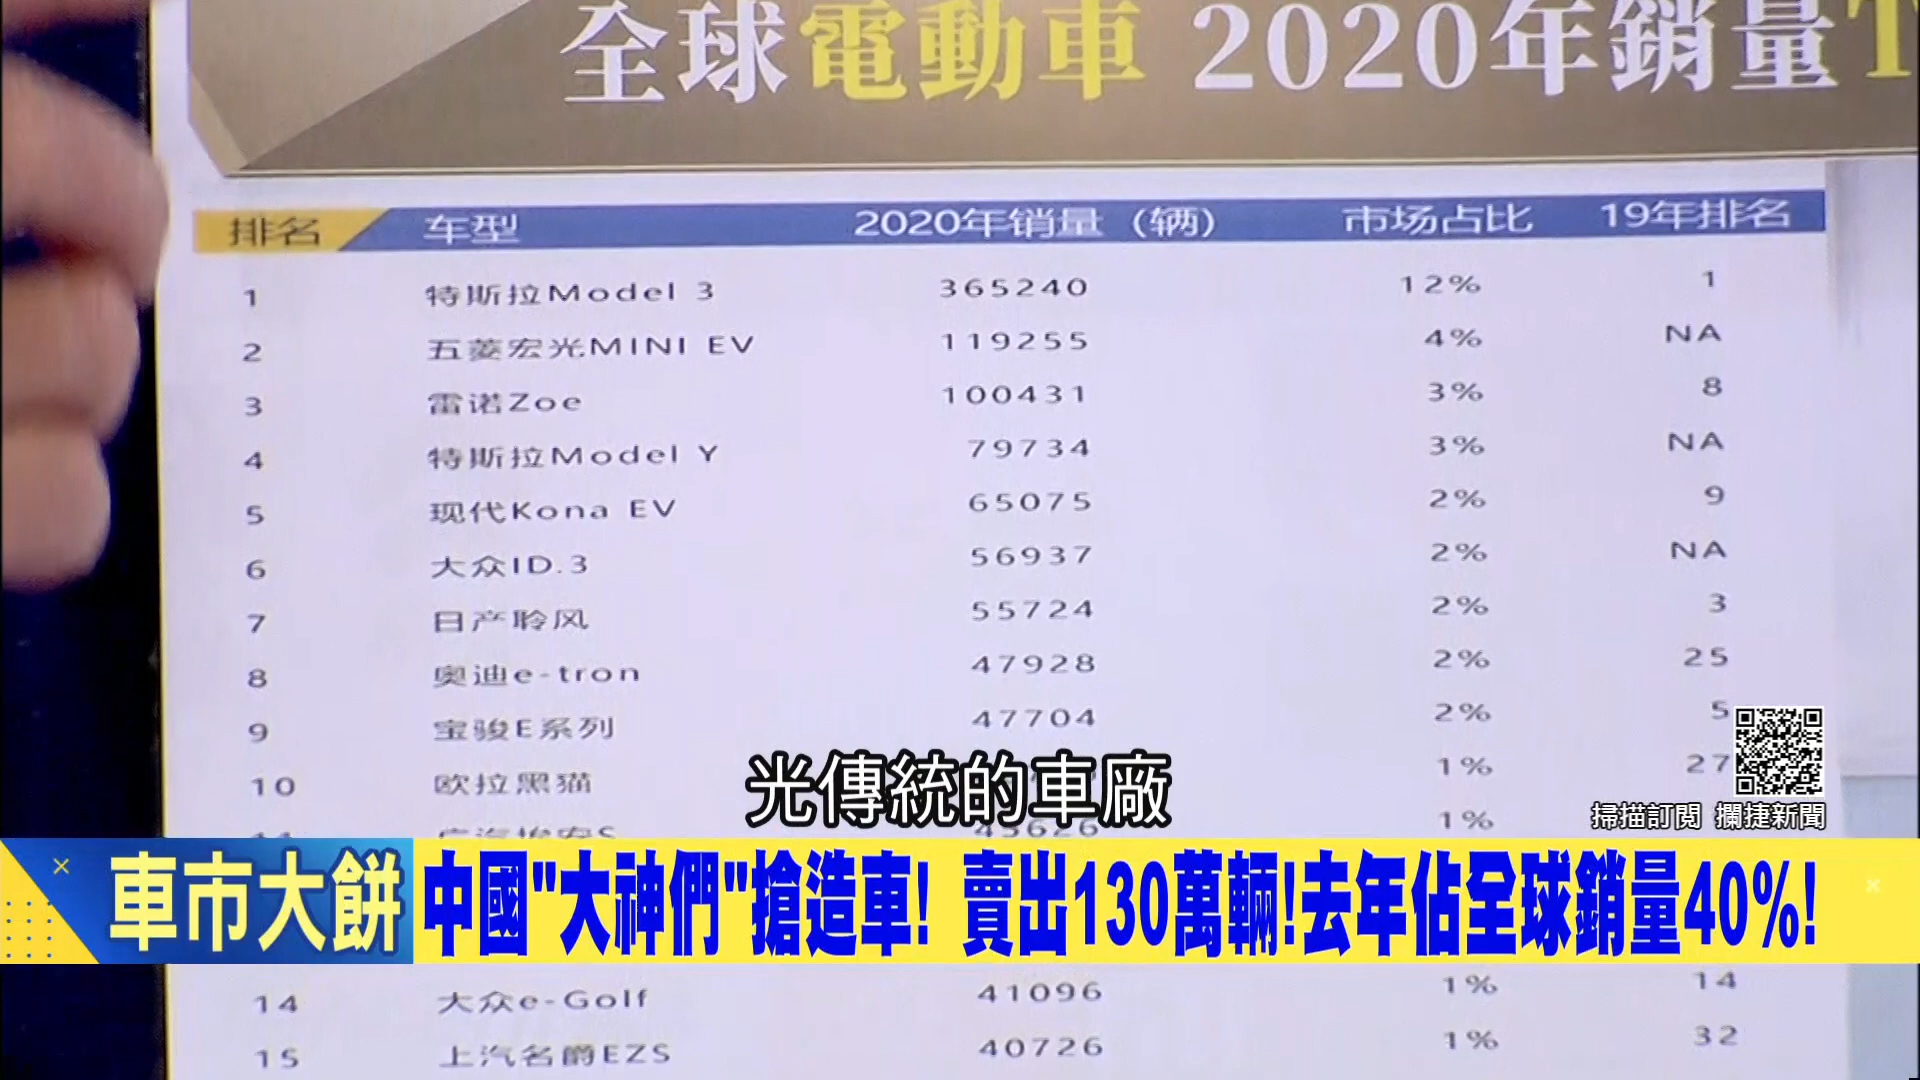 全球電動車 2020年銷量T
排名 车型 2020年销量（辆） 市场占比 19年排名
1 特斯拉Model 3 365240 12% 1
2 五菱宏光MINI EV 119255 4% NA
3 雷诺Zoe 100431 3% 8
4 特斯拉Model Y 79734 3% NA
5 现代Kona EV 65075 2% 9
6 大众ID.3 56937 2% NA
7 日产聆风 55724 2% 3
8 奥迪e-tron 47928 2% 25
9 宝骏E系列 47704 2% 5
10 欧拉黑猫 1% 27
光傳統的車廠
43626 1%
掃描訂閱 攔捷新聞
車市大餅 中國"大神們"搶造車! 賣出130萬輛!去年佔全球銷量40%!
14 大众e-Golf 41096 1% 14
15 上汽名爵EZS 40726 1% 32